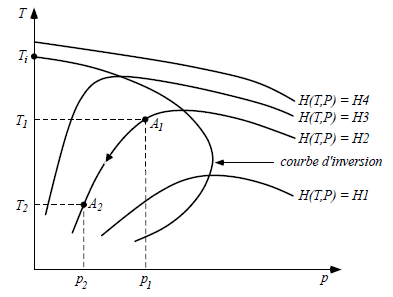 T
T_i
H(T,P) = H4
H(T,P) = H3
T_1
A_1
H(T,P) = H2
courbe d'inversion
H(T,P) = H1
T_2
A_2
p_2
p_1
p